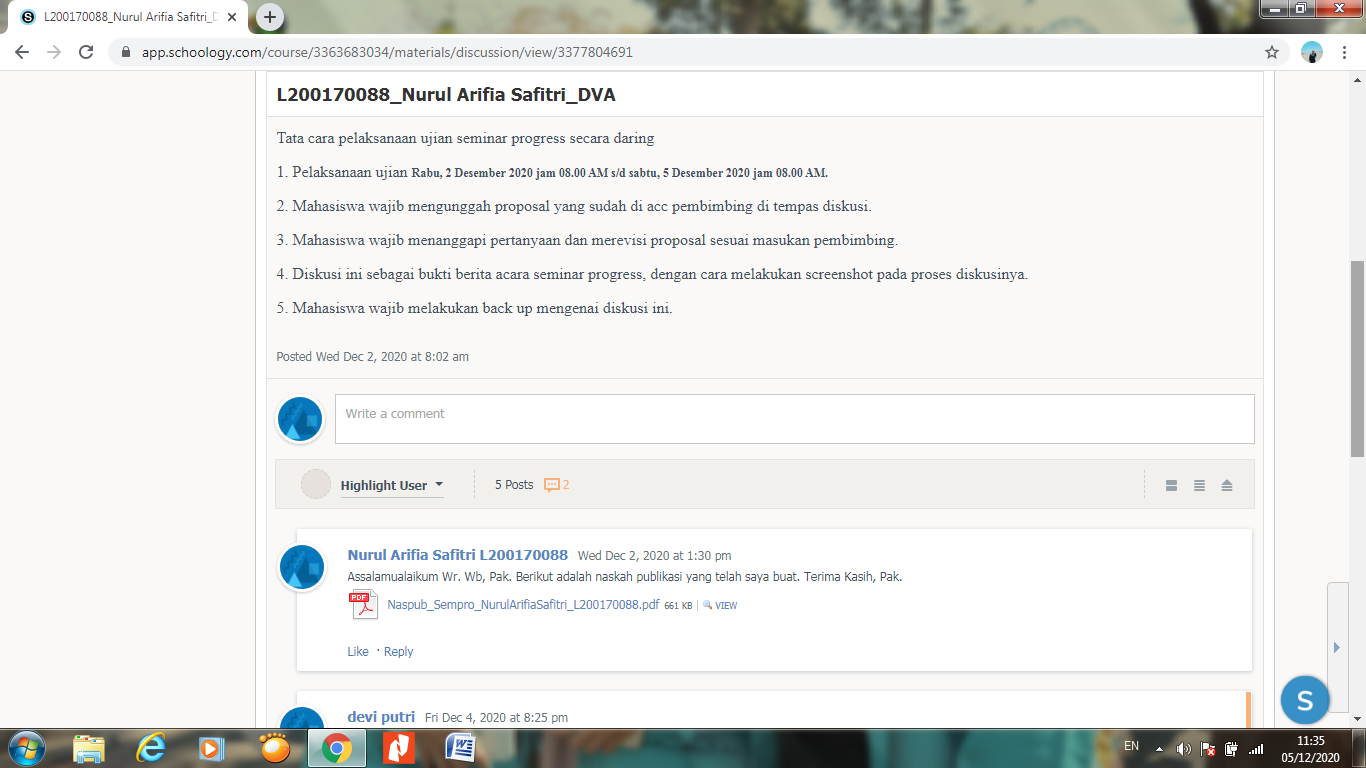 L200170088_Nurul Arifia Safitri_D
app.schoology.com/course/3363683034/materials/discussion/view/3377804691
L200170088_Nurul Arifia Safitri_DVA
Tata cara pelaksanaan ujian seminar progress secara daring
1. Pelaksanaan ujian Rabu, 2 Desember 2020 jam 08.00 AM s/d sabtu, 5 Desember 2020 jam 08.00 AM.
2. Mahasiswa wajib mengunggah proposal yang sudah di acc pembimbing di tempas diskusi.
3. Mahasiswa wajib menanggapi pertanyaan dan merevisi proposal sesuai masukan pembimbing.
4. Diskusi ini sebagai bukti berita acara seminar progress, dengan cara melakukan screenshot pada proses diskusinya.
5. Mahasiswa wajib melakukan back up mengenai diskusi ini.
Posted Wed Dec 2, 2020 at 8:02 am
Write a comment
Highlight User 5 Posts 2
Nurul Arifia Safitri L200170088 Wed Dec 2, 2020 at 1:30 pm
Assalamualaikum Wr. Wb, Pak. Berikut adalah naskah publikasi yang telah saya buat. Terima Kasih, Pak.
PDF Naspub_Sempro_NurulArifiaSafitri_L200170088.pdf 661 KB | VIEW
Like · Reply
devi putri Fri Dec 4, 2020 at 8:25 pm
S
EN 11:35
05/12/2020